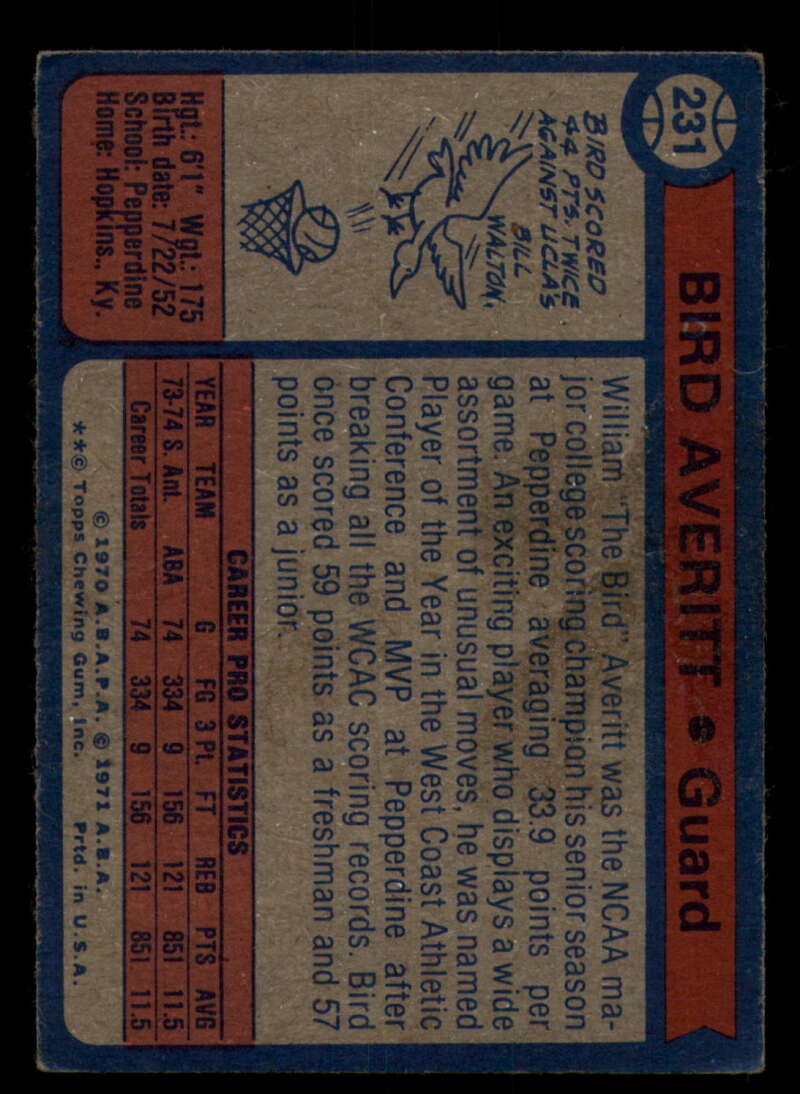 231
BIRD AVERITT • Guard
BIRD SCORED
44 PTS. TWICE
AGAINST UCLA'S
BILL
WALTON.
Hgt.: 6'1" Wgt.: 175
Birth date: 7/22/52
School: Pepperdine
Home: Hopkins., Ky.
William "The Bird" Averitt was the NCAA ma-
jor college scoring champion his senior season
at Pepperdine averaging 33.9 points per
game. An exciting player who displays a wide
assortment of unusual moves, he was named
Player of the Year in the West Coast Athletic
Conference and MVP at Pepperdine after
breaking all the WCAC scoring records. Bird
once scored 59 points as a freshman and 57
points as a junior.
CAREER PRO STATISTICS
YEAR TEAM G FG 3 Pt. FT REB PTS AVG
73-74 S. Ant. ABA 74 334 9 156 121 851 11.5
Career Totals 74 334 9 156 121 851 11.5
© 1970 A.B.A.P.A. © 1971 A.B.A.
**© Topps Chewing Gum, Inc. Prtd. in U.S.A.